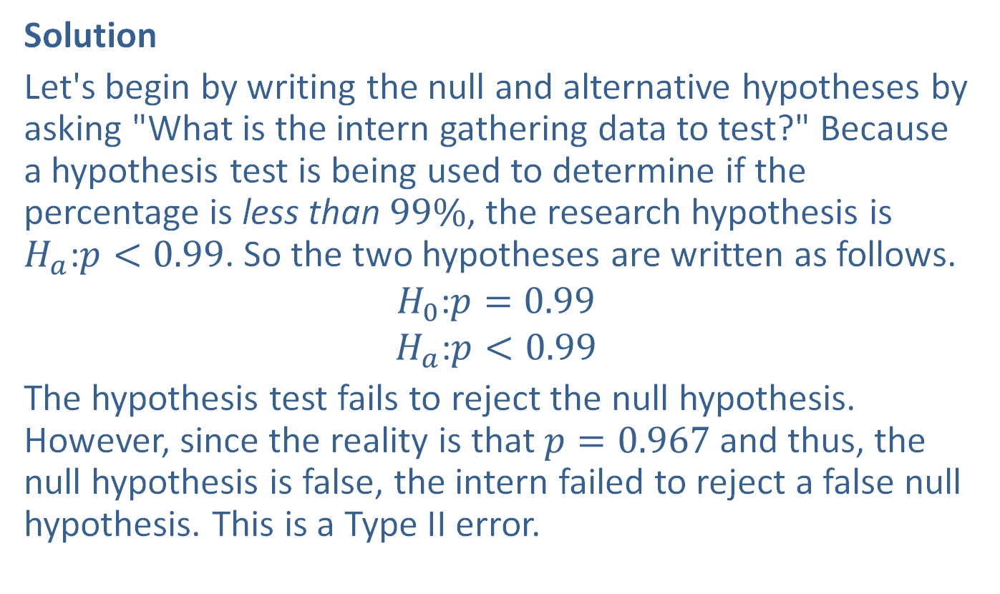 Solution
Let's begin by writing the null and alternative hypotheses by
asking "What is the intern gathering data to test?" Because
a hypothesis test is being used to determine if the
percentage is less than 99%, the research hypothesis is
Hₐ:p < 0.99. So the two hypotheses are written as follows.
H₀:p = 0.99
Hₐ:p < 0.99
The hypothesis test fails to reject the null hypothesis.
However, since the reality is that p = 0.967 and thus, the
null hypothesis is false, the intern failed to reject a false null
hypothesis. This is a Type II error.